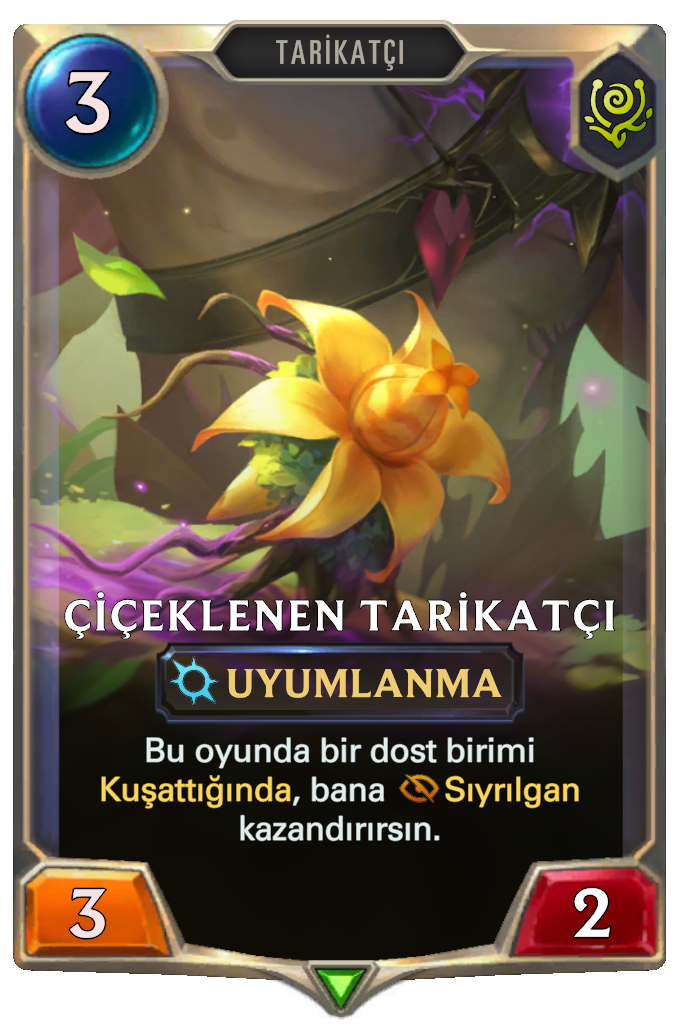 TARİKATÇI
3
ÇİÇEKLENEN TARİKATÇI
UYUMLANMA
Bu oyunda bir dost birimi
Kuşattığında, bana Sıyrılgan
kazandırırsın.
3
2